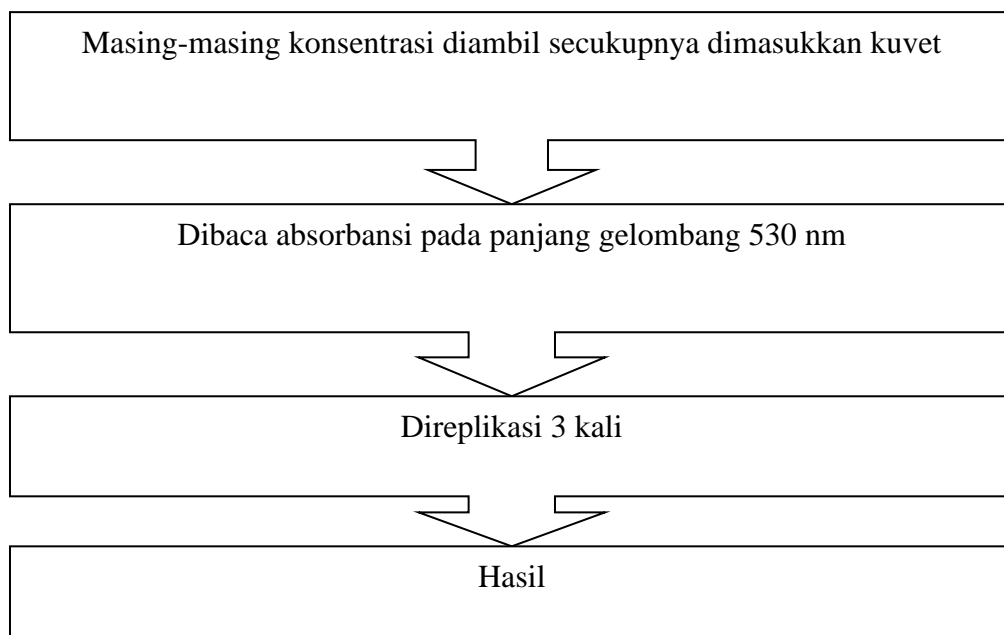 Masing-masing konsentrasi diambil secukupnya dimasukkan kuvet
Dibaca absorbansi pada panjang gelombang 530 nm
Direplikasi 3 kali
Hasil